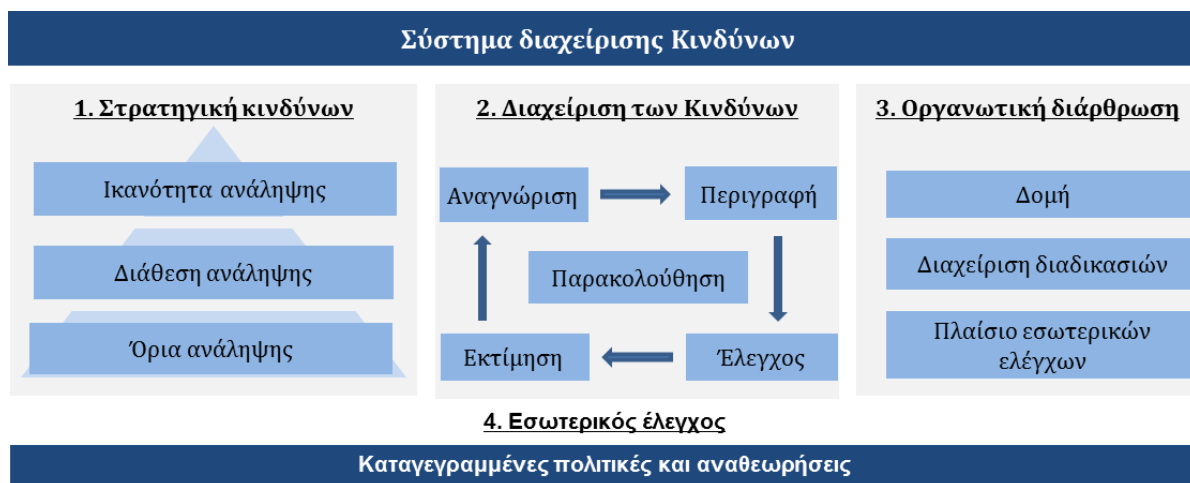 Σύστημα διαχείρισης Κινδύνων
1. Στρατηγική κινδύνων
Ικανότητα ανάληψης
Διάθεση ανάληψης
Όρια ανάληψης
2. Διαχείριση των Κινδύνων
Αναγνώριση
Περιγραφή
Παρακολούθηση
Εκτίμηση
Έλεγχος
3. Οργανωτική διάρθρωση
Δομή
Διαχείριση διαδικασιών
Πλαίσιο εσωτερικών
ελέγχων
4. Εσωτερικός έλεγχος
Καταγεγραμμένες πολιτικές και αναθεωρήσεις